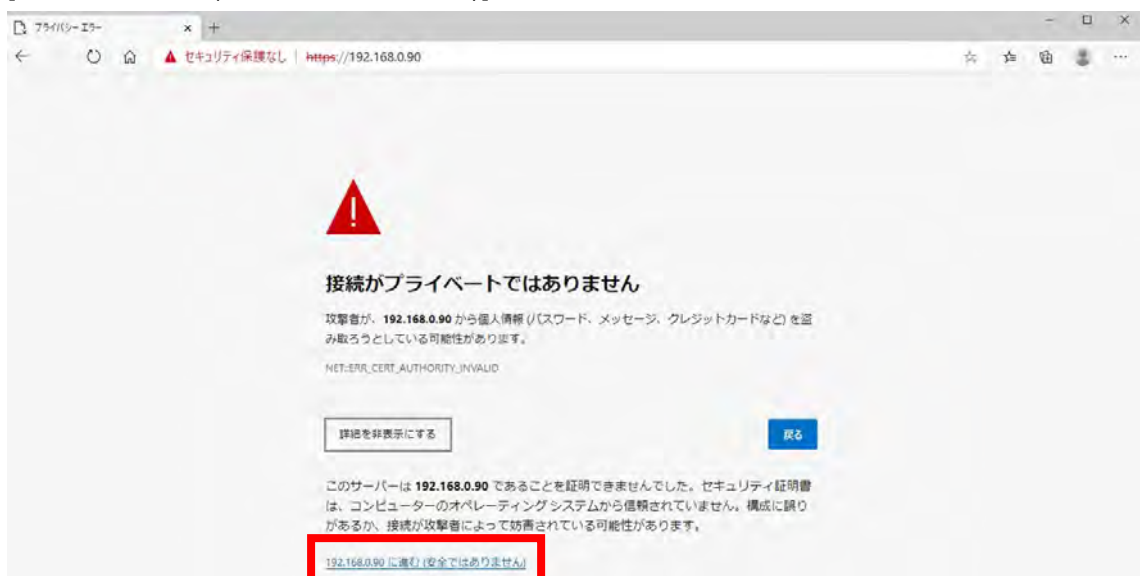 プライバシー エラー
セキュリティ保護なし | https://192.168.0.90
接続がプライベートではありません
攻撃者が、192.168.0.90 から個人情報 (パスワード、メッセージ、クレジットカードなど) を盗
み取ろうとしている可能性があります。
NET::ERR_CERT_AUTHORITY_INVALID
詳細を非表示にする
戻る
このサーバーは 192.168.0.90 であることを証明できませんでした。セキュリティ証明書
は、コンピューターのオペレーティング システムから信頼されていません。構成に誤り
があるか、接続が攻撃者によって妨害されている可能性があります。
192.168.0.90 に進む (安全ではありません)